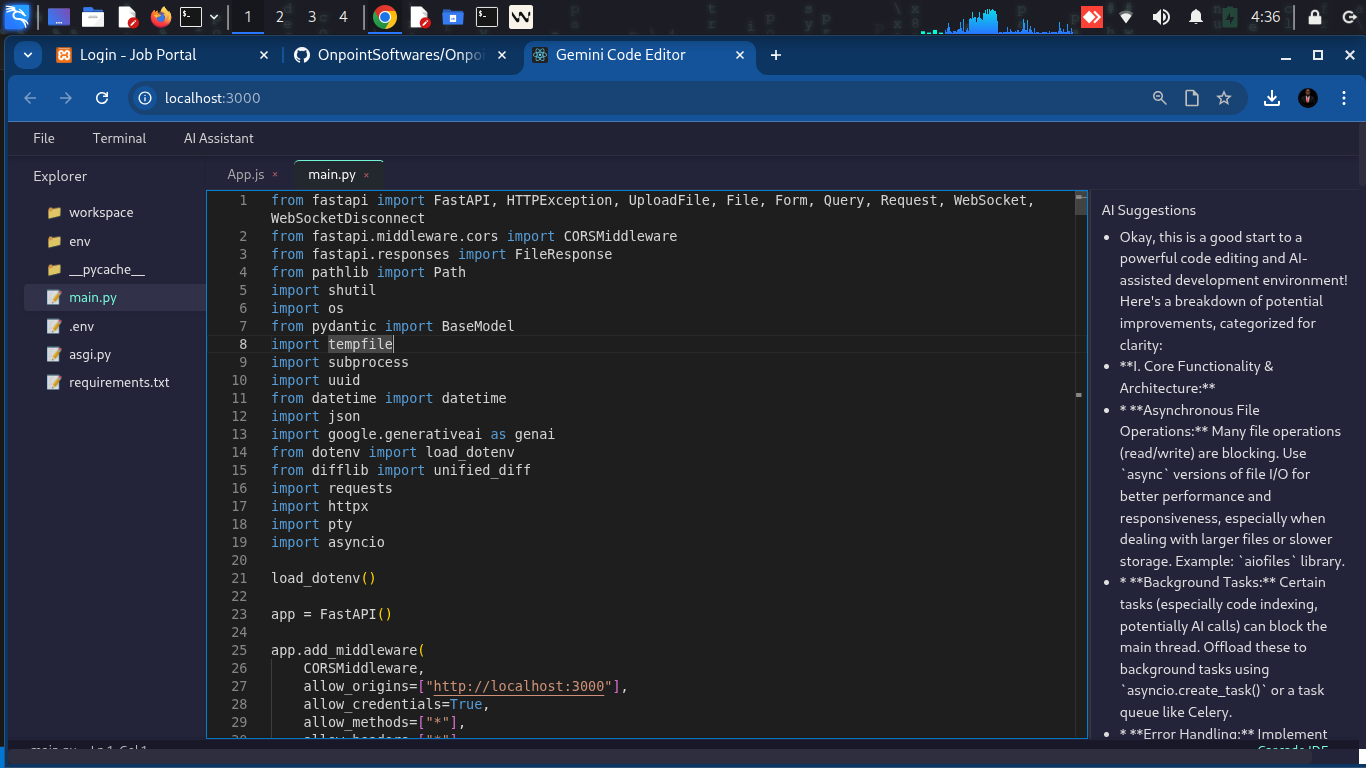 1 2 3 4
4:36
Login - Job Portal
OnpointSoftwares/Onpoi
Gemini Code Editor
localhost:3000
File Terminal AI Assistant
Explorer
workspace
env
__pycache__
main.py
.env
asgi.py
requirements.txt
App.js × main.py ×
1 from fastapi import FastAPI, HTTPException, UploadFile, File, Form, Query, Request, WebSocket,
WebSocketDisconnect
2 from fastapi.middleware.cors import CORSMiddleware
3 from fastapi.responses import FileResponse
4 from pathlib import Path
5 import shutil
6 import os
7 from pydantic import BaseModel
8 import tempfile
9 import subprocess
10 import uuid
11 from datetime import datetime
12 import json
13 import google.generativeai as genai
14 from dotenv import load_dotenv
15 from difflib import unified_diff
16 import requests
17 import httpx
18 import pty
19 import asyncio
20
21 load_dotenv()
22
23 app = FastAPI()
24
25 app.add_middleware(
26     CORSMiddleware,
27     allow_origins=["http://localhost:3000"],
28     allow_credentials=True,
29     allow_methods=["*"],
30     allow_headers=["*"]
AI Suggestions
• Okay, this is a good start to a
powerful code editing and AI-
assisted development environment!
Here's a breakdown of potential
improvements, categorized for
clarity:
• **I. Core Functionality &
Architecture:**
• * **Asynchronous File
Operations:** Many file operations
(read/write) are blocking. Use
`async` versions of file I/O for
better performance and
responsiveness, especially when
dealing with larger files or slower
storage. Example: `aiofiles` library.
• * **Background Tasks:** Certain
tasks (especially code indexing,
potentially AI calls) can block the
main thread. Offload these to
background tasks using
`asyncio.create_task()` or a task
queue like Celery.
• * **Error Handling:** Implement
main.py Ln 1, Col 1
Cascade IDE